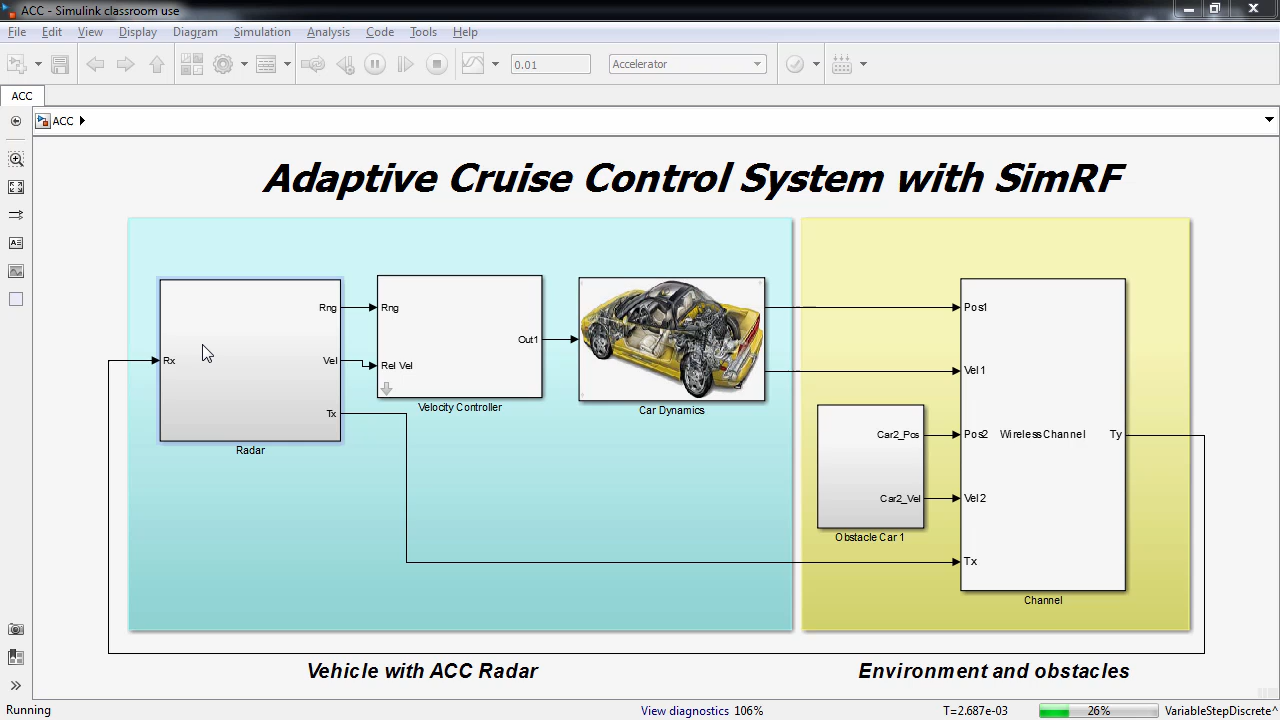 ACC - Simulink classroom use
File Edit View Display Diagram Simulation Analysis Code Tools Help
0.01 Accelerator
ACC
ACC
Adaptive Cruise Control System with SimRF
Rng
Rx
Vel
Tx
Radar
Rng
Rel Vel
Out1
Velocity Controller
Car Dynamics
Car2_Pos
Car2_Vel
Obstacle Car 1
Pos1
Vel1
Pos2
Vel2
Tx
Wireless Channel
Ty
Channel
Vehicle with ACC Radar
Environment and obstacles
Running View diagnostics 106% T=2.687e-03 26% VariableStepDiscrete^